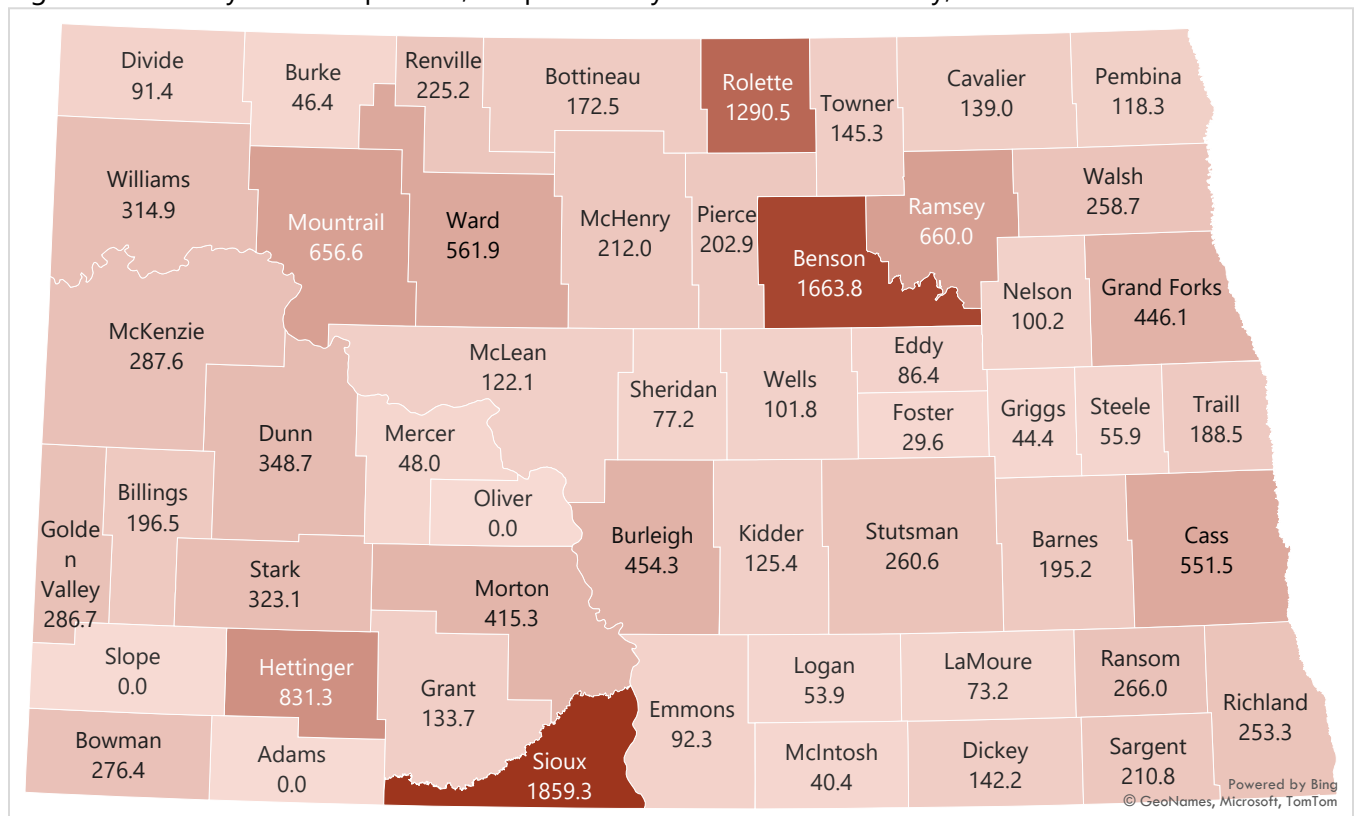 Divide
91.4
Burke
46.4
Renville
225.2
Bottineau
172.5
Rolette
1290.5
Towner
145.3
Cavalier
139.0
Pembina
118.3
Williams
314.9
Mountrail
656.6
Ward
561.9
McHenry
212.0
Pierce
202.9
Benson
1663.8
Ramsey
660.0
Walsh
258.7
Nelson
100.2
Grand Forks
446.1
McKenzie
287.6
McLean
122.1
Sheridan
77.2
Wells
101.8
Eddy
86.4
Foster
29.6
Griggs
44.4
Steele
55.9
Traill
188.5
Dunn
348.7
Mercer
48.0
Oliver
0.0
Billings
196.5
Golde
n
Valley
286.7
Stark
323.1
Morton
415.3
Burleigh
454.3
Kidder
125.4
Stutsman
260.6
Barnes
195.2
Cass
551.5
Slope
0.0
Hettinger
831.3
Grant
133.7
Emmons
92.3
Logan
53.9
LaMoure
73.2
Ransom
266.0
Richland
253.3
Bowman
276.4
Adams
0.0
Sioux
1859.3
McIntosh
40.4
Dickey
142.2
Sargent
210.8
Powered by Bing
© GeoNames, Microsoft, TomTom